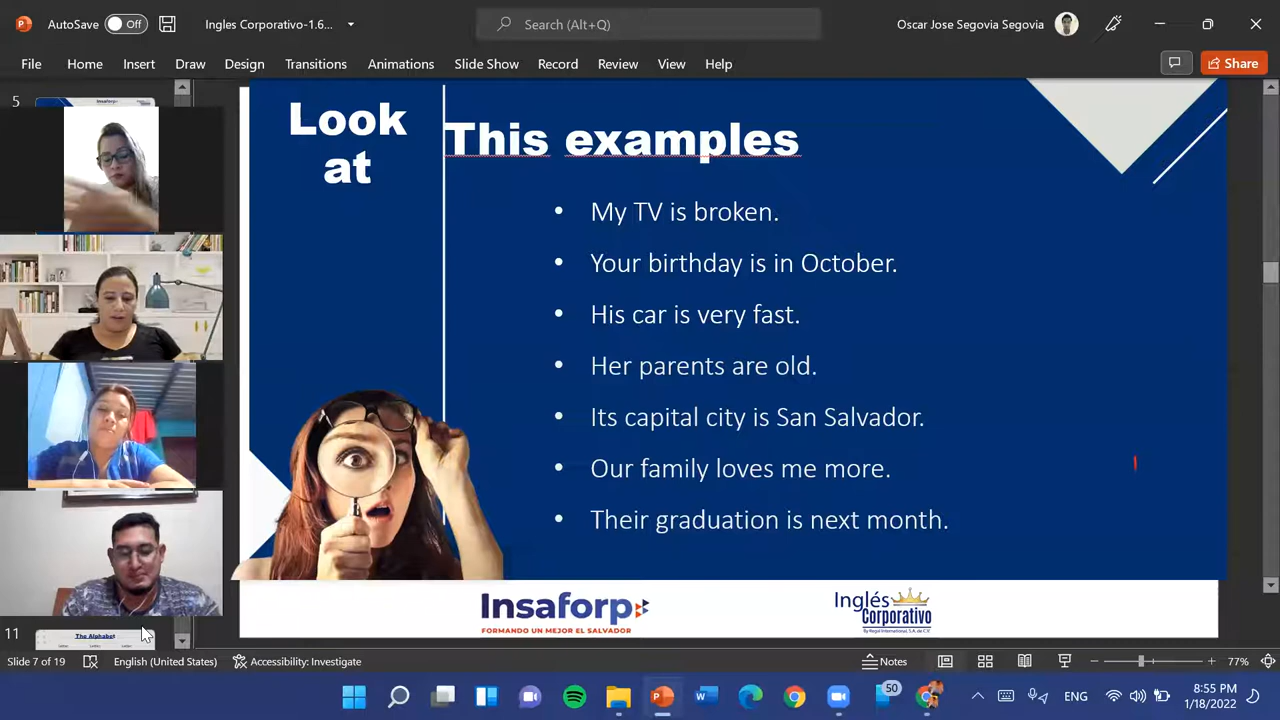 AutoSave Off Ingles Corporativo-1.6... Search (Alt+Q) Oscar Jose Segovia Segovia
File Home Insert Draw Design Transitions Animations Slide Show Record Review View Help Share
5
Insaforp
Look
at
This examples
• My TV is broken.
• Your birthday is in October.
• His car is very fast.
• Her parents are old.
• Its capital city is San Salvador.
• Our family loves me more.
• Their graduation is next month.
Insaforp
FORMANDO UN MEJOR EL SALVADOR
Inglés
Corporativo
By Regal International, S.A. de C.V.
11
The Alphabet
Slide 7 of 19 English (United States) Accessibility: Investigate Notes 77%
50 ENG 8:55 PM
1/18/2022